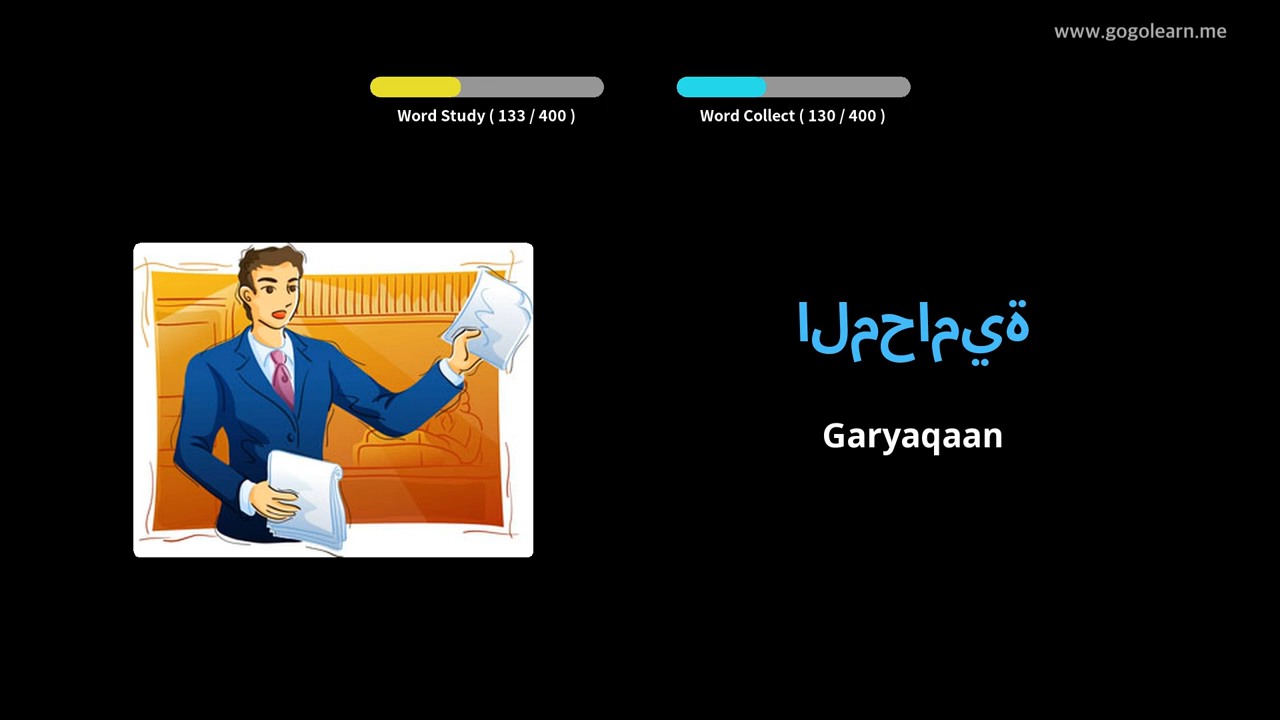 www.gogolearn.me
Word Study ( 133 / 400 )
Word Collect ( 130 / 400 )
المحامية
Garyaqaan